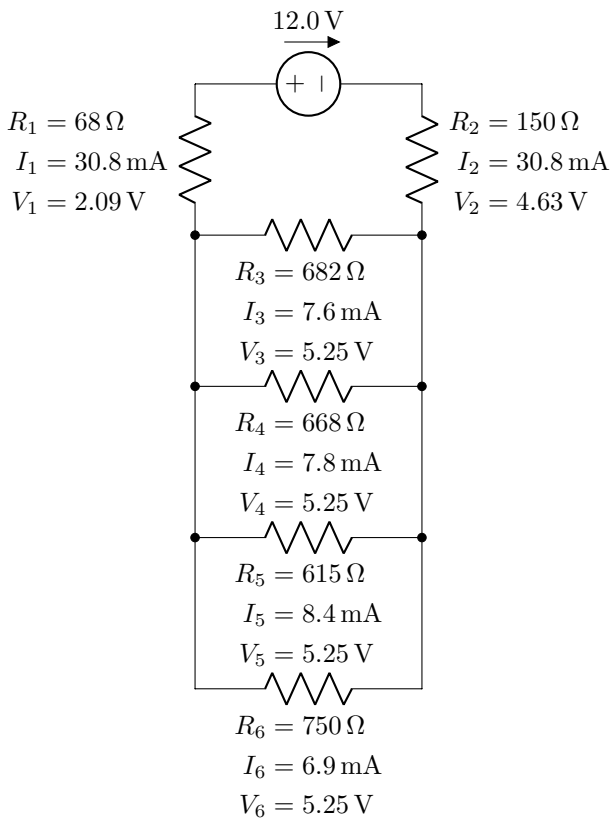 12.0 V
+ −
R₁ = 68 Ω
I₁ = 30.8 mA
V₁ = 2.09 V
R₂ = 150 Ω
I₂ = 30.8 mA
V₂ = 4.63 V
R₃ = 682 Ω
I₃ = 7.6 mA
V₃ = 5.25 V
R₄ = 668 Ω
I₄ = 7.8 mA
V₄ = 5.25 V
R₅ = 615 Ω
I₅ = 8.4 mA
V₅ = 5.25 V
R₆ = 750 Ω
I₆ = 6.9 mA
V₆ = 5.25 V